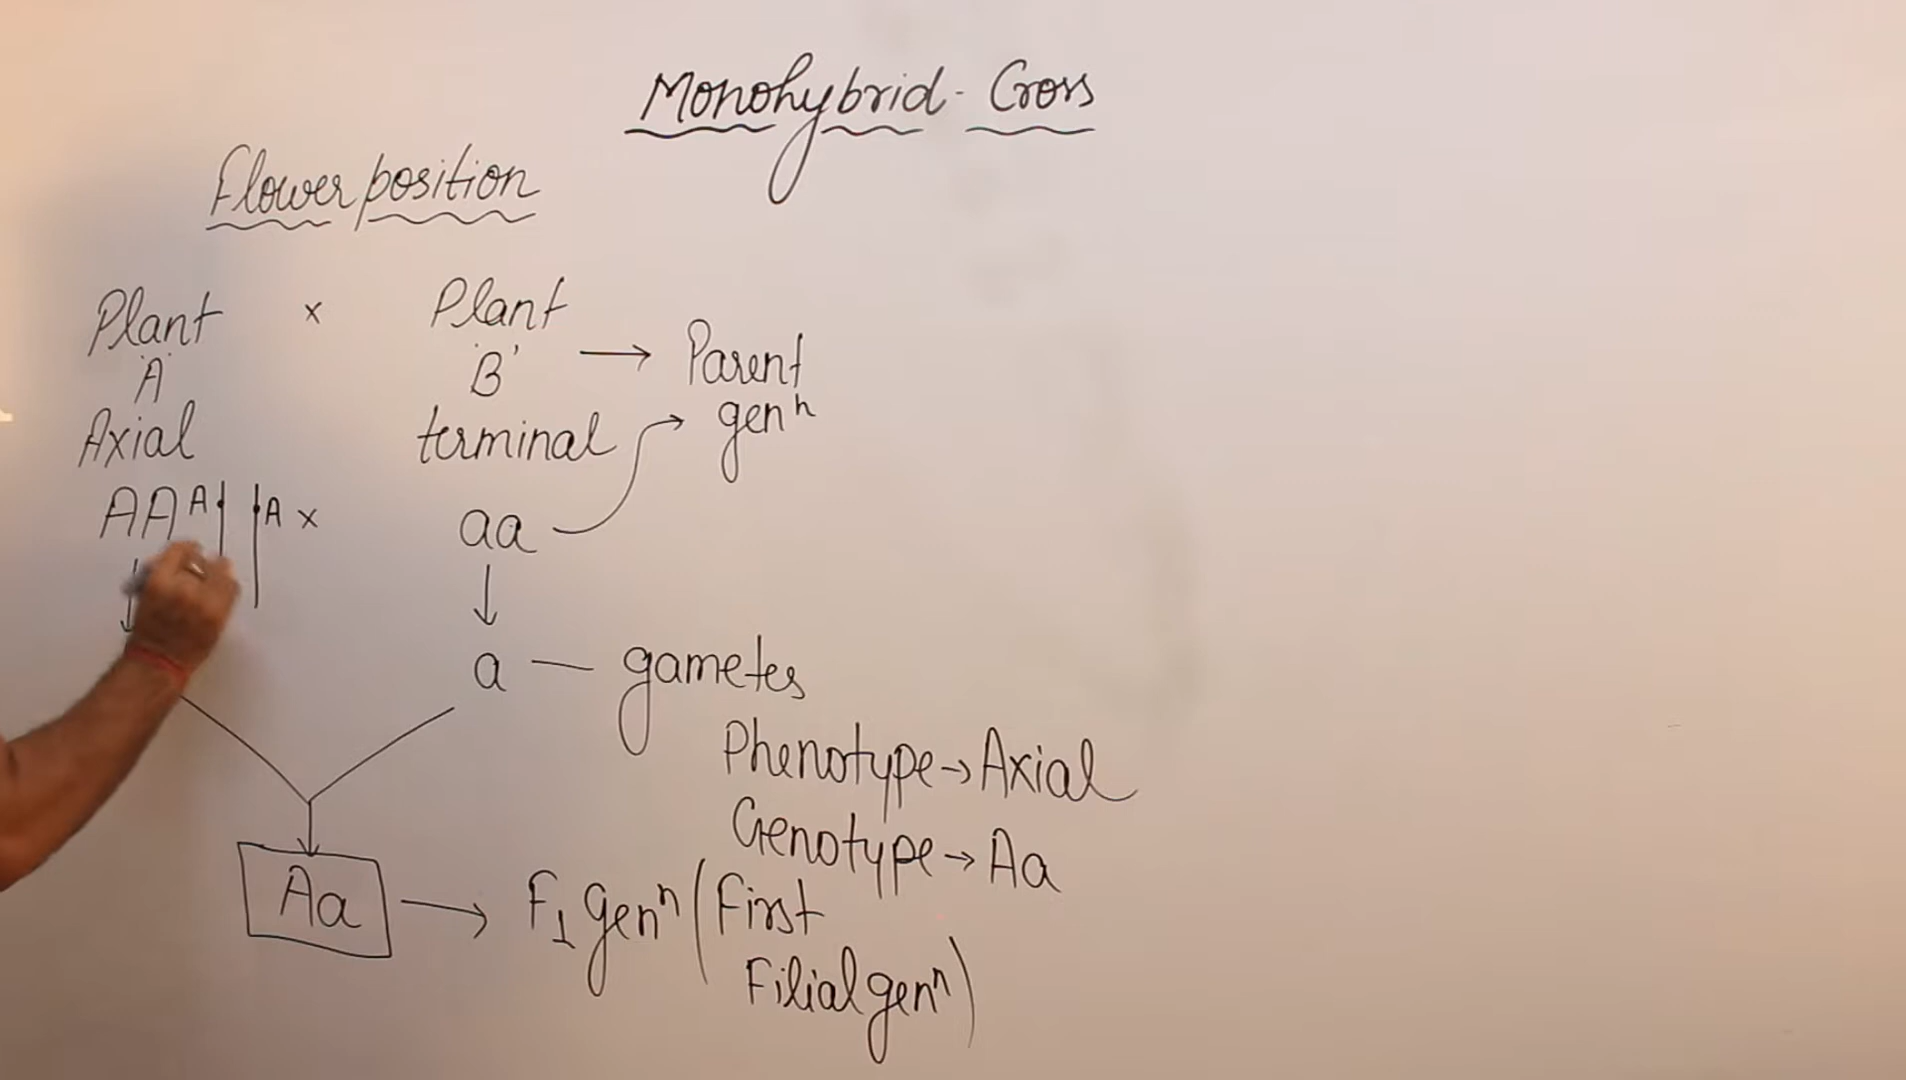 Monohybrid - Cross
Flower position
Plant × Plant
A B' → Parent
Axial terminal genⁿ
AA A A × aa
a — gametes
Phenotype → Axial
Genotype → Aa
Aa → F₁ genⁿ (First
Filial genⁿ)